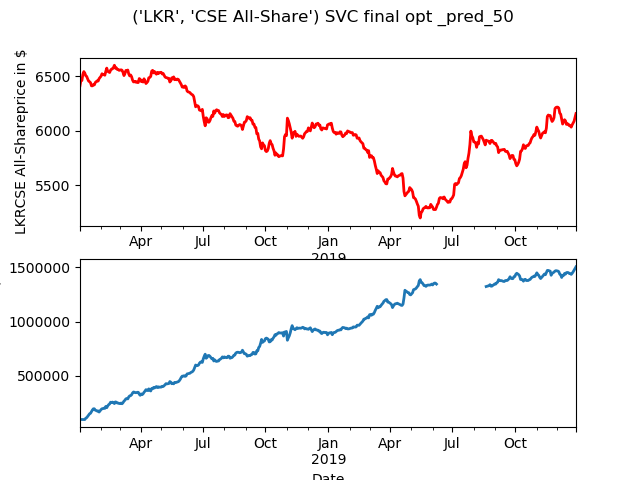 ('LKR', 'CSE All-Share') SVC final opt _pred_50
LKRCSE All-Shareprice in $
6500
6000
5500
Apr Jul Oct Jan Apr Jul Oct
2019
1500000
1000000
500000
Apr Jul Oct Jan Apr Jul Oct
2019
Date